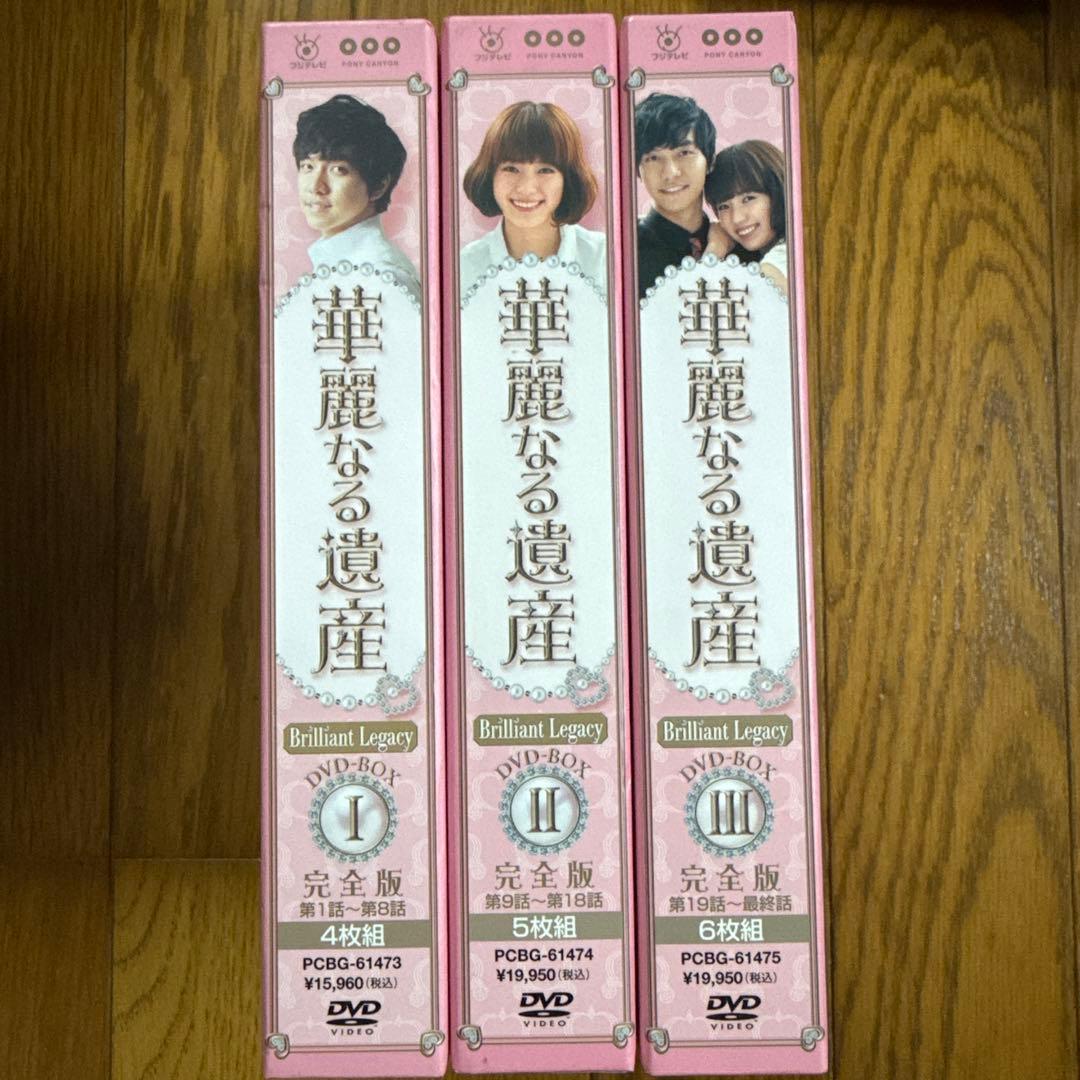 フジテレビ
PONY CANYON
華麗なる遺産
Brilliant Legacy
DVD-BOX
I
完全版
第1話〜第8話
4枚組
PCBG-61473
¥15,960(税込)
DVD
VIDEO
フジテレビ
PONY CANYON
華麗なる遺産
Brilliant Legacy
DVD-BOX
II
完全版
第9話〜第18話
5枚組
PCBG-61474
¥19,950(税込)
DVD
VIDEO
フジテレビ
PONY CANYON
華麗なる遺産
Brilliant Legacy
DVD-BOX
III
完全版
第19話〜最終話
6枚組
PCBG-61475
¥19,950(税込)
DVD
VIDEO